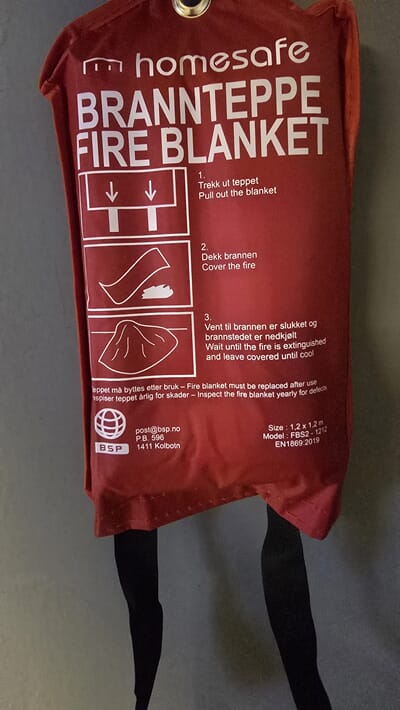 homesafe
BRANNTEPPE
FIRE BLANKET
1.
Trekk ut teppet
Pull out the blanket
2.
Dekk brannen
Cover the fire
3.
Vent til brannen er slukket og
brannstedet er nedkjølt
Wait until the fire is extinguished
and leave covered until cool
må byttes etter bruk – Fire blanket must be replaced after use
teppet årlig for skader – Inspect the fire blanket yearly for defects
BSP
post@bsp.no
P.B. 596
1411 Kolbotn
Size : 1,2 x 1,2 m
Model : FBS2 - 1212
EN1869:2019